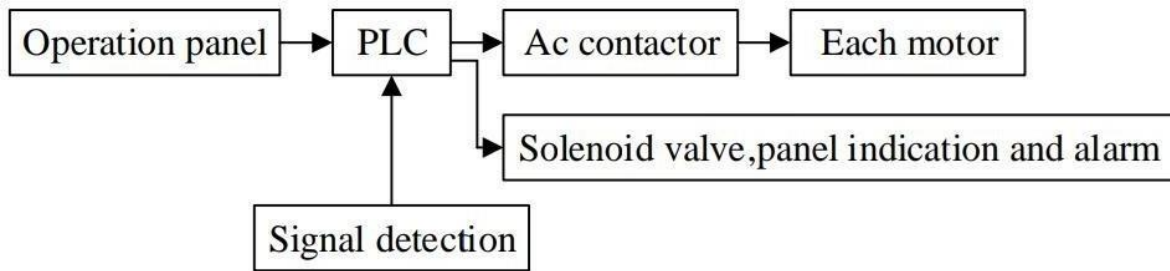 Operation panel
PLC
Ac contactor
Each motor
Solenoid valve,panel indication and alarm
Signal detection